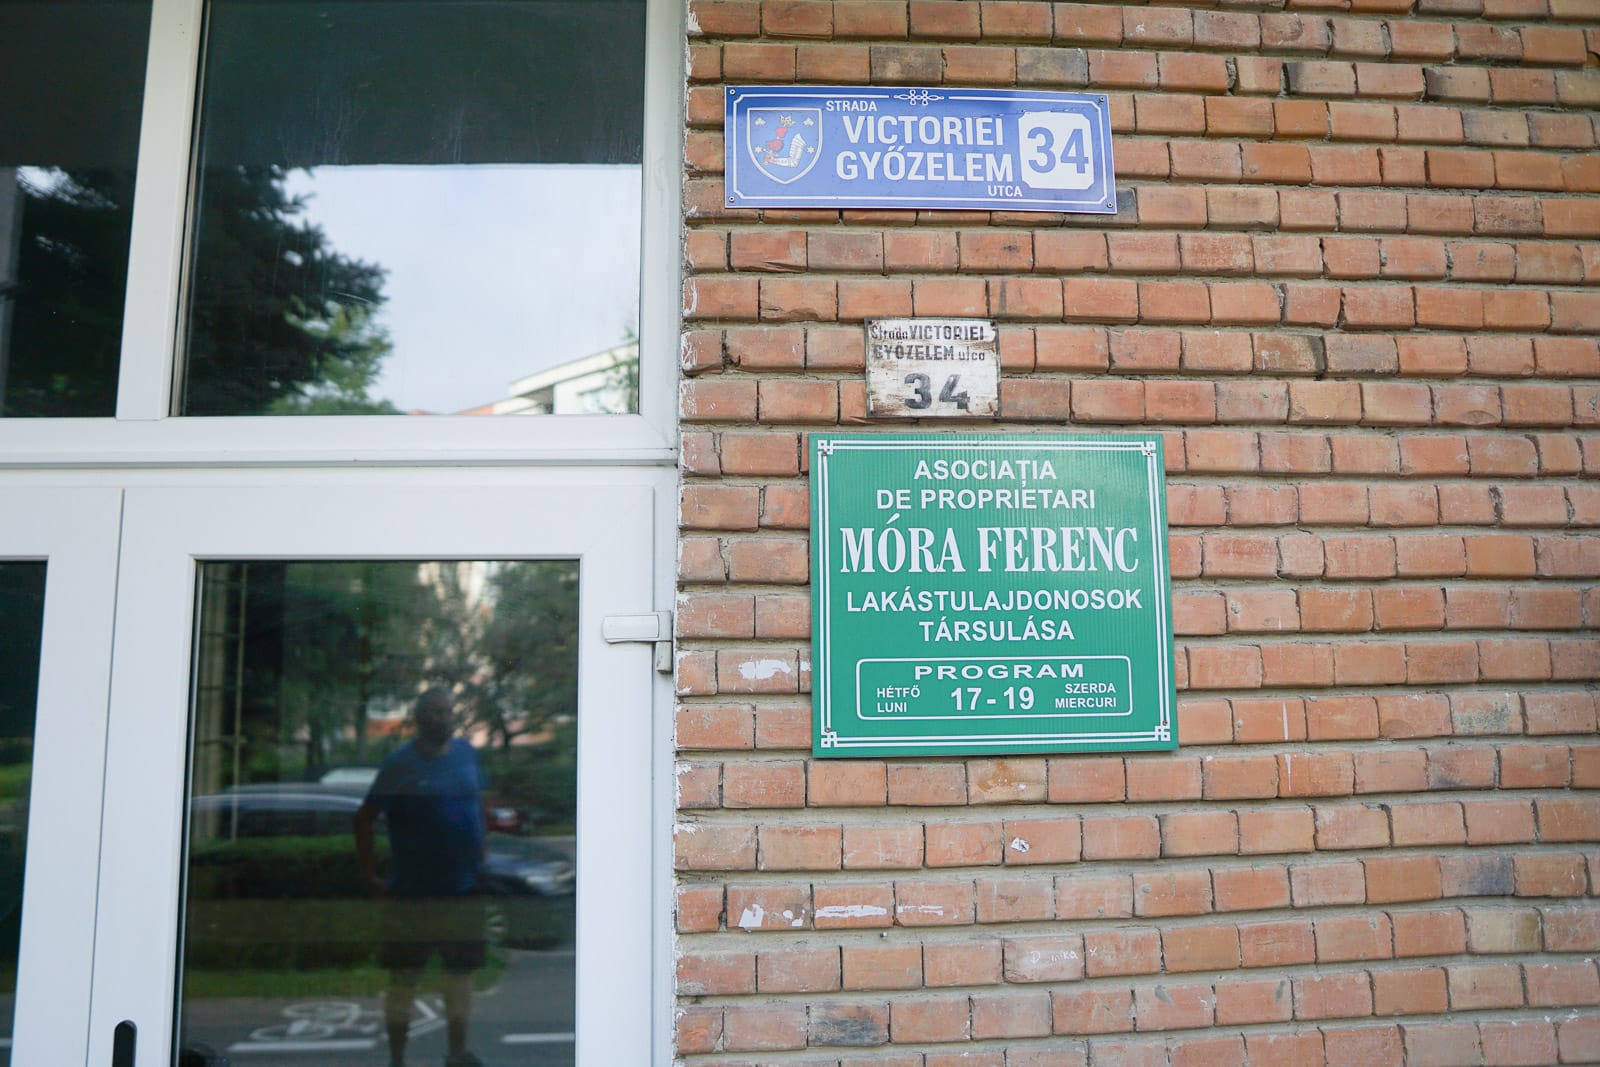 STRADA
VICTORIEI
GYŐZELEM
UTCA
34
Strada VICTORIEI
GYŐZELEM utca
34
ASOCIAȚIA
DE PROPRIETARI
MÓRA FERENC
LAKÁSTULAJDONOSOK
TÁRSULÁSA
PROGRAM
HÉTFŐ 17-19 SZERDA
LUNI MIERCURI